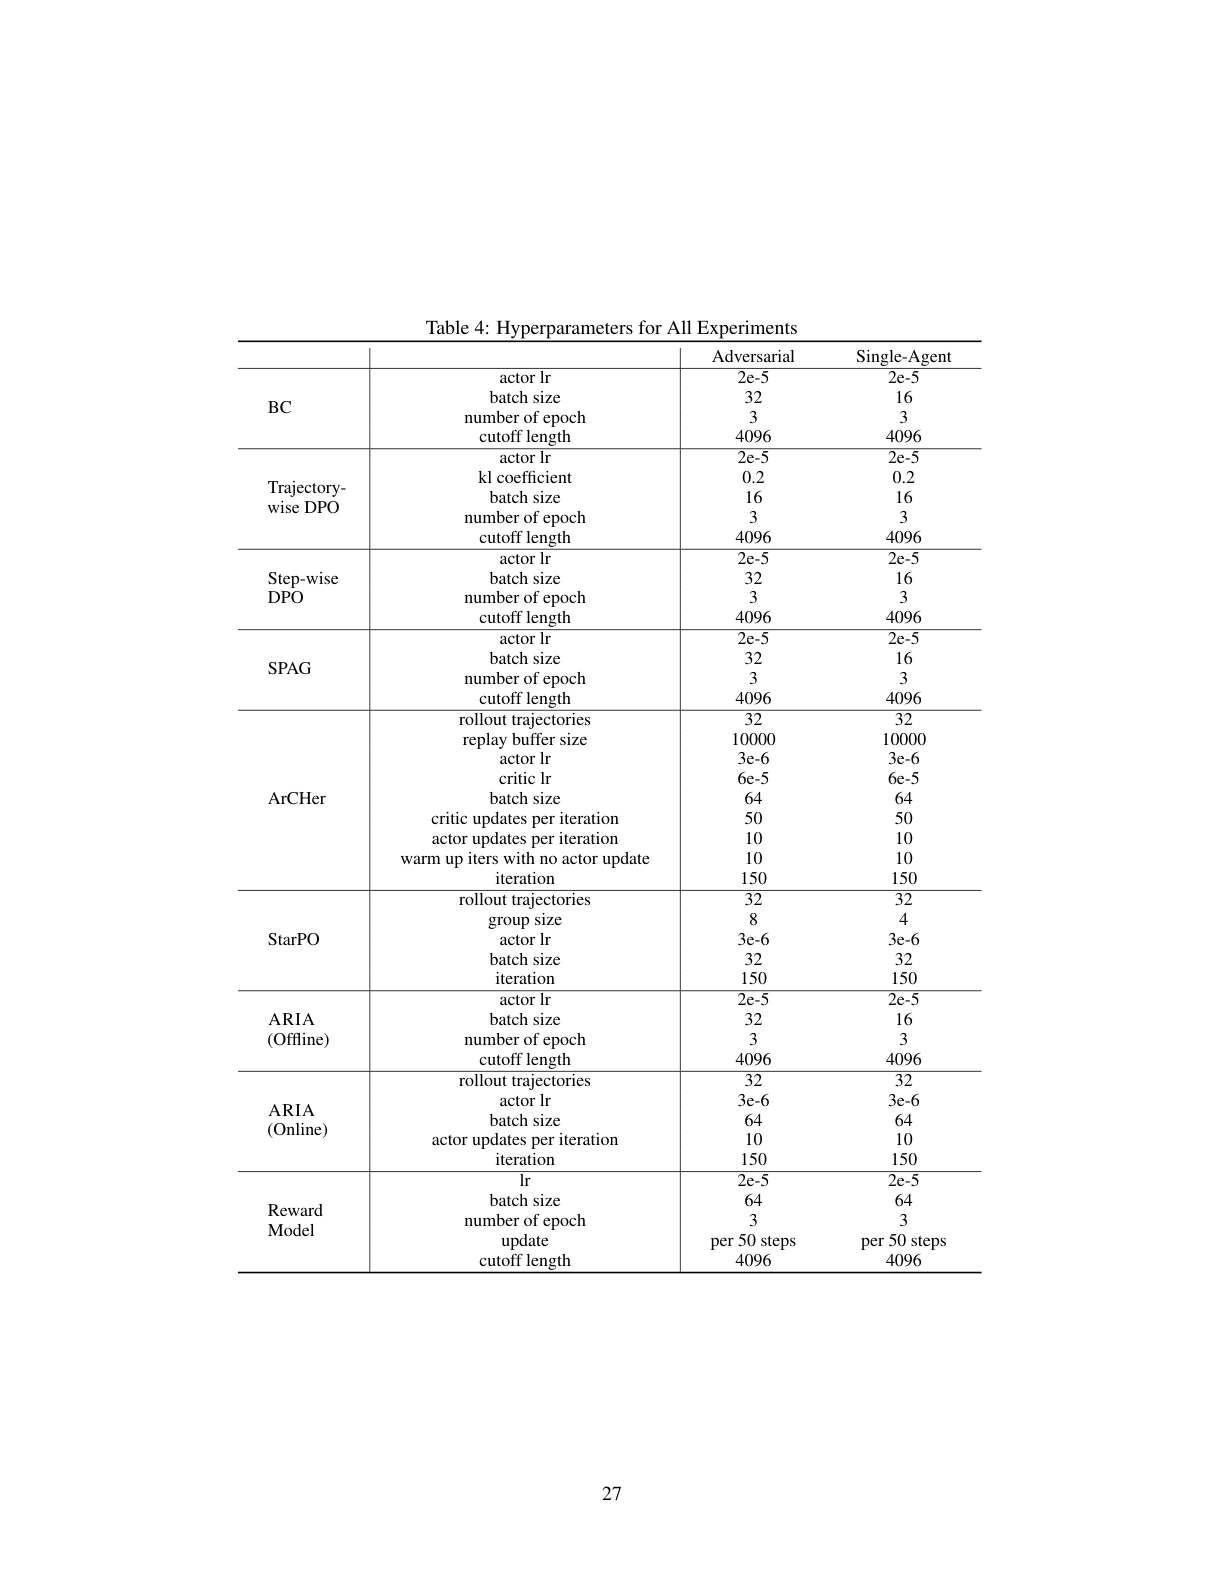 Table 4: Hyperparameters for All Experiments
Adversarial Single-Agent
BC
actor lr 2e-5 2e-5
batch size 32 16
number of epoch 3 3
cutoff length 4096 4096
Trajectory-
wise DPO
actor lr 2e-5 2e-5
kl coefficient 0.2 0.2
batch size 16 16
number of epoch 3 3
cutoff length 4096 4096
Step-wise
DPO
actor lr 2e-5 2e-5
batch size 32 16
number of epoch 3 3
cutoff length 4096 4096
SPAG
actor lr 2e-5 2e-5
batch size 32 16
number of epoch 3 3
cutoff length 4096 4096
ArCHer
rollout trajectories 32 32
replay buffer size 10000 10000
actor lr 3e-6 3e-6
critic lr 6e-5 6e-5
batch size 64 64
critic updates per iteration 50 50
actor updates per iteration 10 10
warm up iters with no actor update 10 10
iteration 150 150
StarPO
rollout trajectories 32 32
group size 8 4
actor lr 3e-6 3e-6
batch size 32 32
iteration 150 150
ARIA
(Offline)
actor lr 2e-5 2e-5
batch size 32 16
number of epoch 3 3
cutoff length 4096 4096
ARIA
(Online)
rollout trajectories 32 32
actor lr 3e-6 3e-6
batch size 64 64
actor updates per iteration 10 10
iteration 150 150
Reward
Model
lr 2e-5 2e-5
batch size 64 64
number of epoch 3 3
update per 50 steps per 50 steps
cutoff length 4096 4096
27